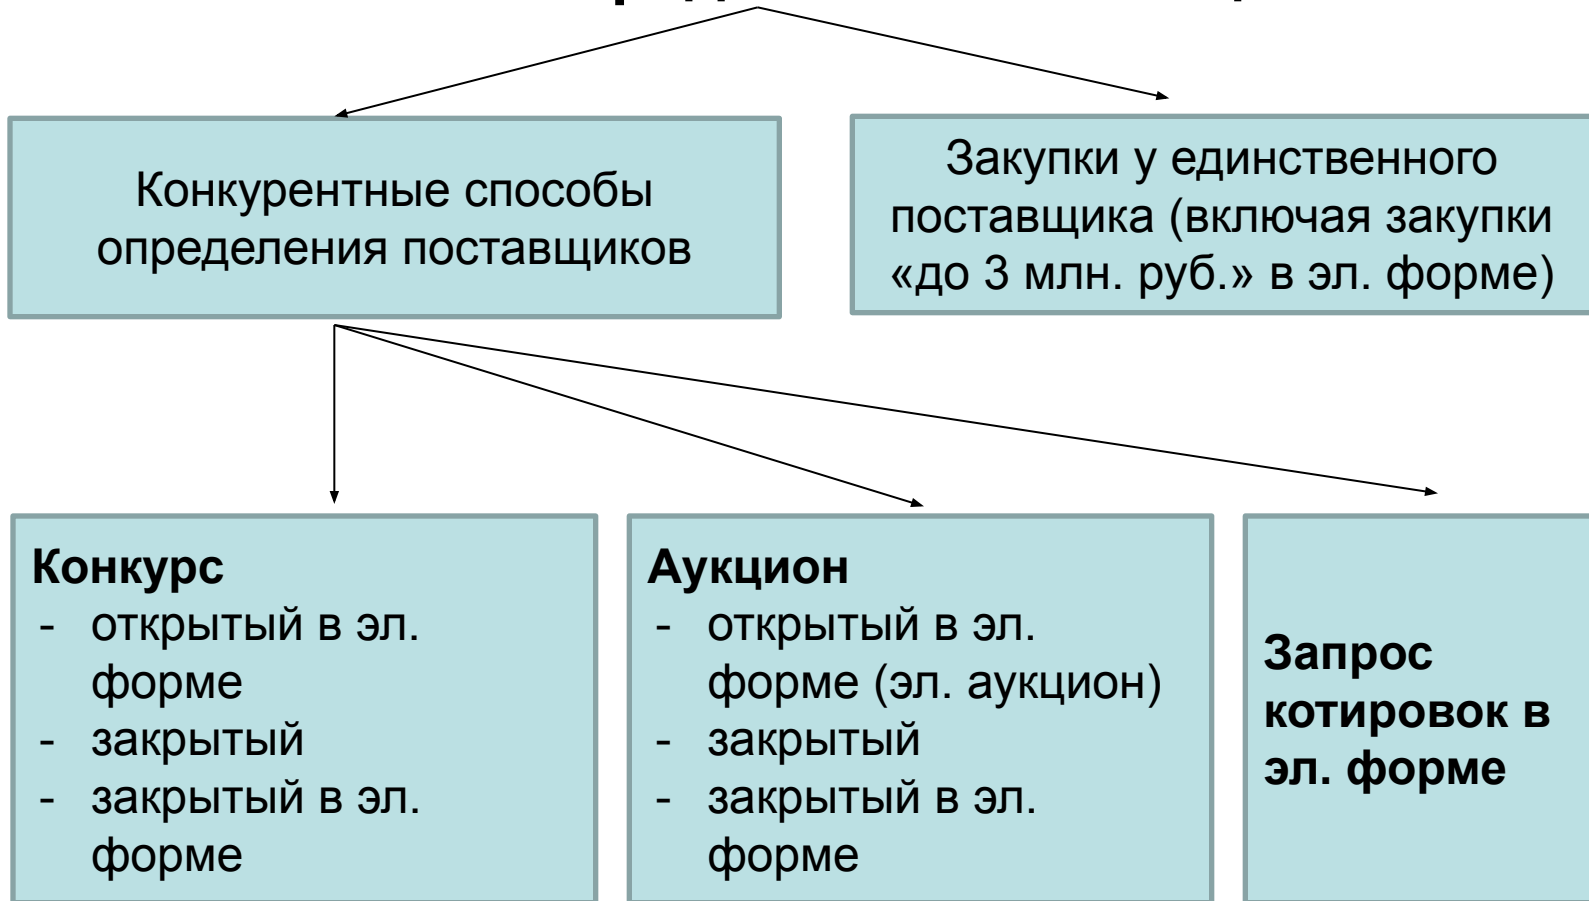 Конкурентные способы
определения поставщиков
Закупки у единственного
поставщика (включая закупки
«до 3 млн. руб.» в эл. форме)
Конкурс
- открытый в эл.
форме
- закрытый
- закрытый в эл.
форме
Аукцион
- открытый в эл.
форме (эл. аукцион)
- закрытый
- закрытый в эл.
форме
Запрос
котировок в
эл. форме